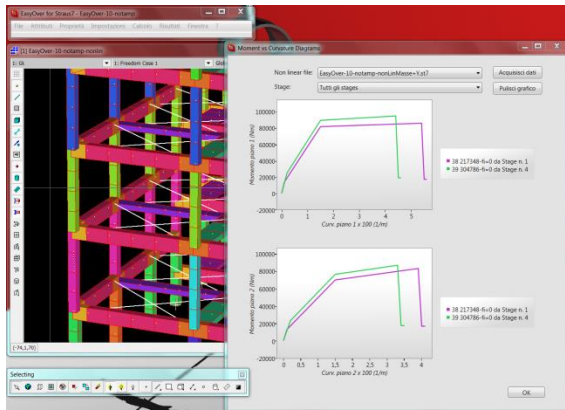 EasyOver for Straus7 - EasyOver-10-notamp
File Attributi Proprietà Impostazione Calcolo Risultati Finestra ?
[1] EasyOver-10-notamp-nonlin
1: Gl
1: Freedom Case 1
Glob
(-74,1,76)
Selecting
Moment vs Curvature Diagrams
Non linear file: EasyOver-10-notamp-nonLinMasse+Y.st7
Acquisisci dati
Stage: Tutti gli stages
Pulisci grafico
Momento piano 1 (Nm)
100000
80000
60000
40000
20000
0
-20000
0 1 2 3 4 5
Curv. piano 1 x 100 (1/m)
38 217348-fi=0 da Stage n. 1
39 304786-fi=0 da Stage n. 4
Momento piano 2 (Nm)
100000
80000
60000
40000
20000
0
-20000
0 0,5 1 1,5 2 2,5 3 3,5 4
Curv. piano 2 x 100 (1/m)
38 217348-fi=0 da Stage n. 1
39 304786-fi=0 da Stage n. 4
OK